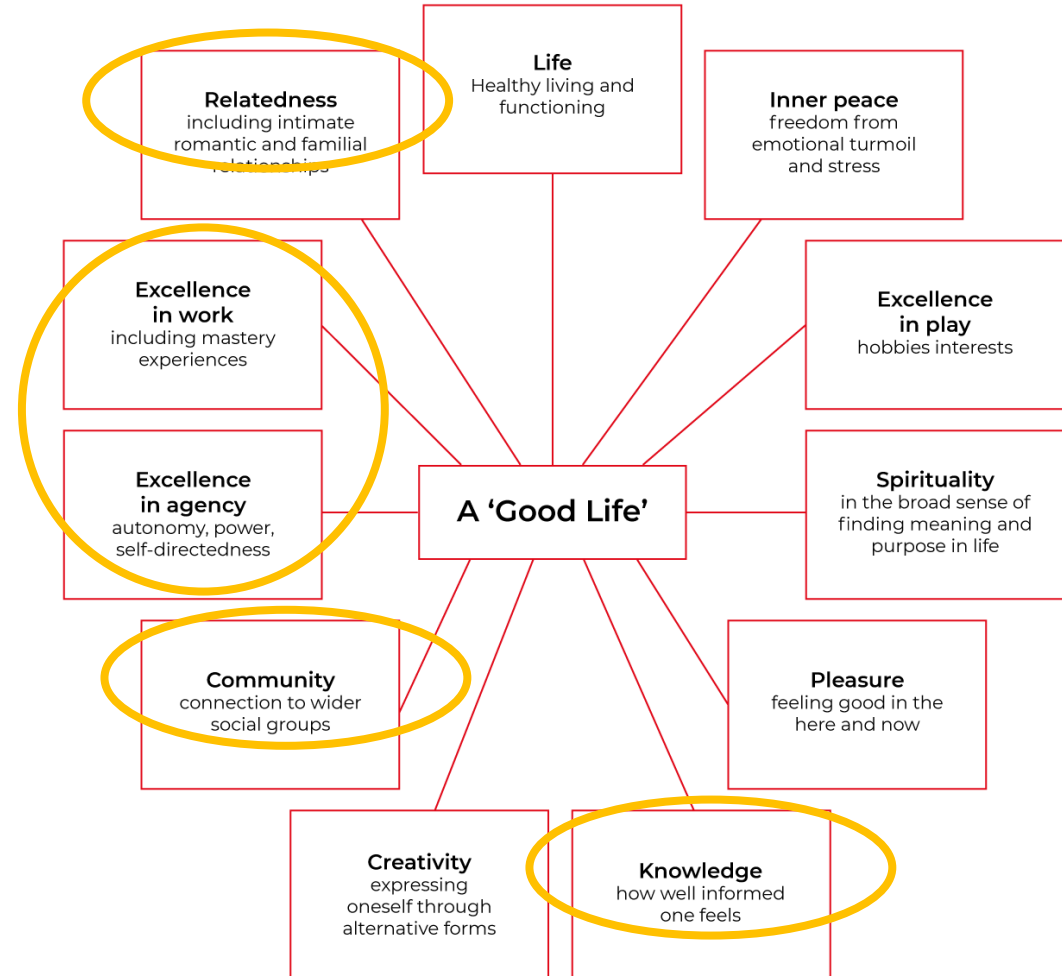 Life
Healthy living and
functioning
Relatedness
including intimate
romantic and familial
relationships
Inner peace
freedom from
emotional turmoil
and stress
Excellence
in work
including mastery
experiences
Excellence
in play
hobbies interests
Excellence
in agency
autonomy, power,
self-directedness
A ‘Good Life’
Spirituality
in the broad sense of
finding meaning and
purpose in life
Community
connection to wider
social groups
Pleasure
feeling good in the
here and now
Creativity
expressing
oneself through
alternative forms
Knowledge
how well informed
one feels